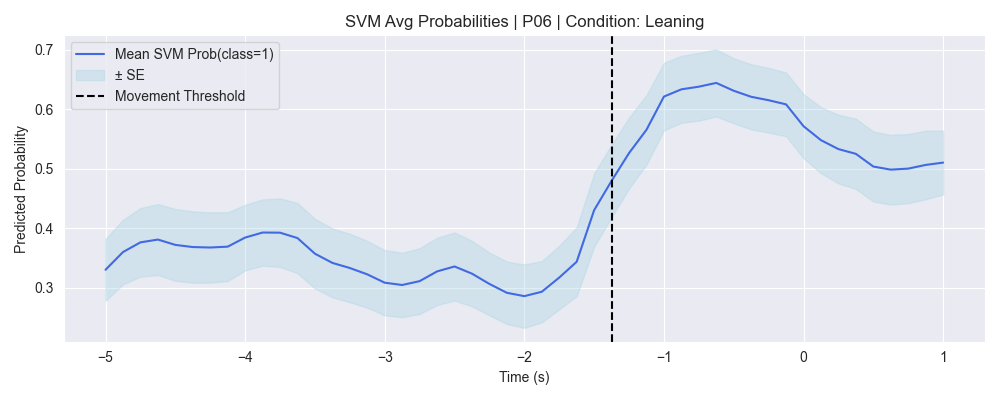 SVM Avg Probabilities | P06 | Condition: Leaning
Mean SVM Prob(class=1)
± SE
Movement Threshold
Predicted Probability
0.7
0.6
0.5
0.4
0.3
−5
−4
−3
−2
−1
0
1
Time (s)